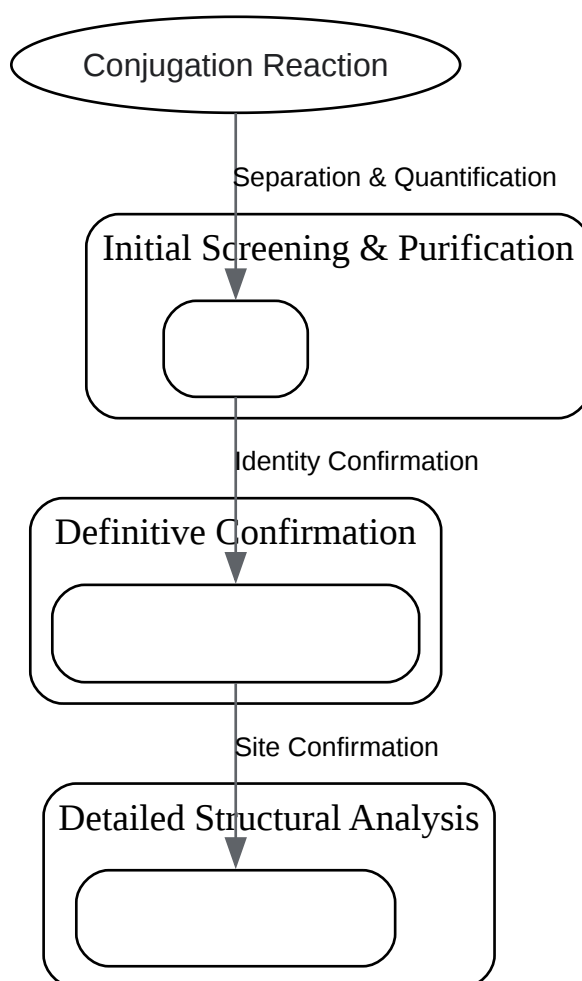 Conjugation Reaction
Separation & Quantification
Initial Screening & Purification
Identity Confirmation
Definitive Confirmation
Site Confirmation
Detailed Structural Analysis